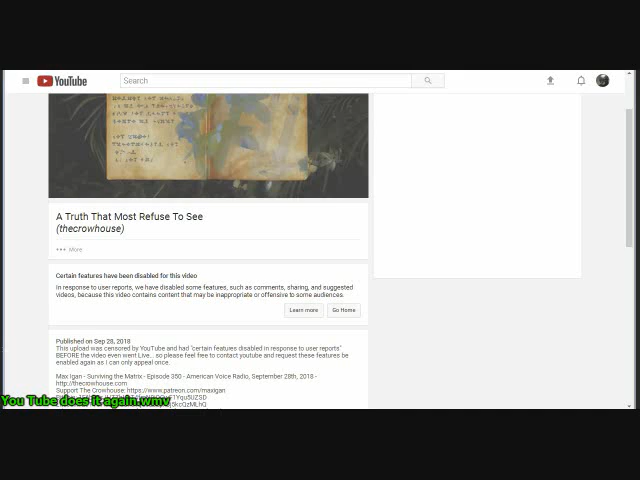 YouTube
Search
A Truth That Most Refuse To See
(thecrowhouse)
••• More
Certain features have been disabled for this video
In response to user reports, we have disabled some features, such as comments, sharing, and suggested
videos, because this video contains content that may be inappropriate or offensive to some audiences.
Learn more
Go Home
Published on Sep 28, 2018
This upload was censored by YouTube and had "certain features disabled in response to user reports"
BEFORE the video even went Live... so please feel free to contact youtube and request these features be
enabled again as I can only appeal once.
Max Igan - Surviving the Matrix - Episode 350 - American Voice Radio, September 28th, 2018 -
http://thecrowhouse.com
Support The Crowhouse: https://www.patreon.com/maxigan
You Tube does it again.wmv